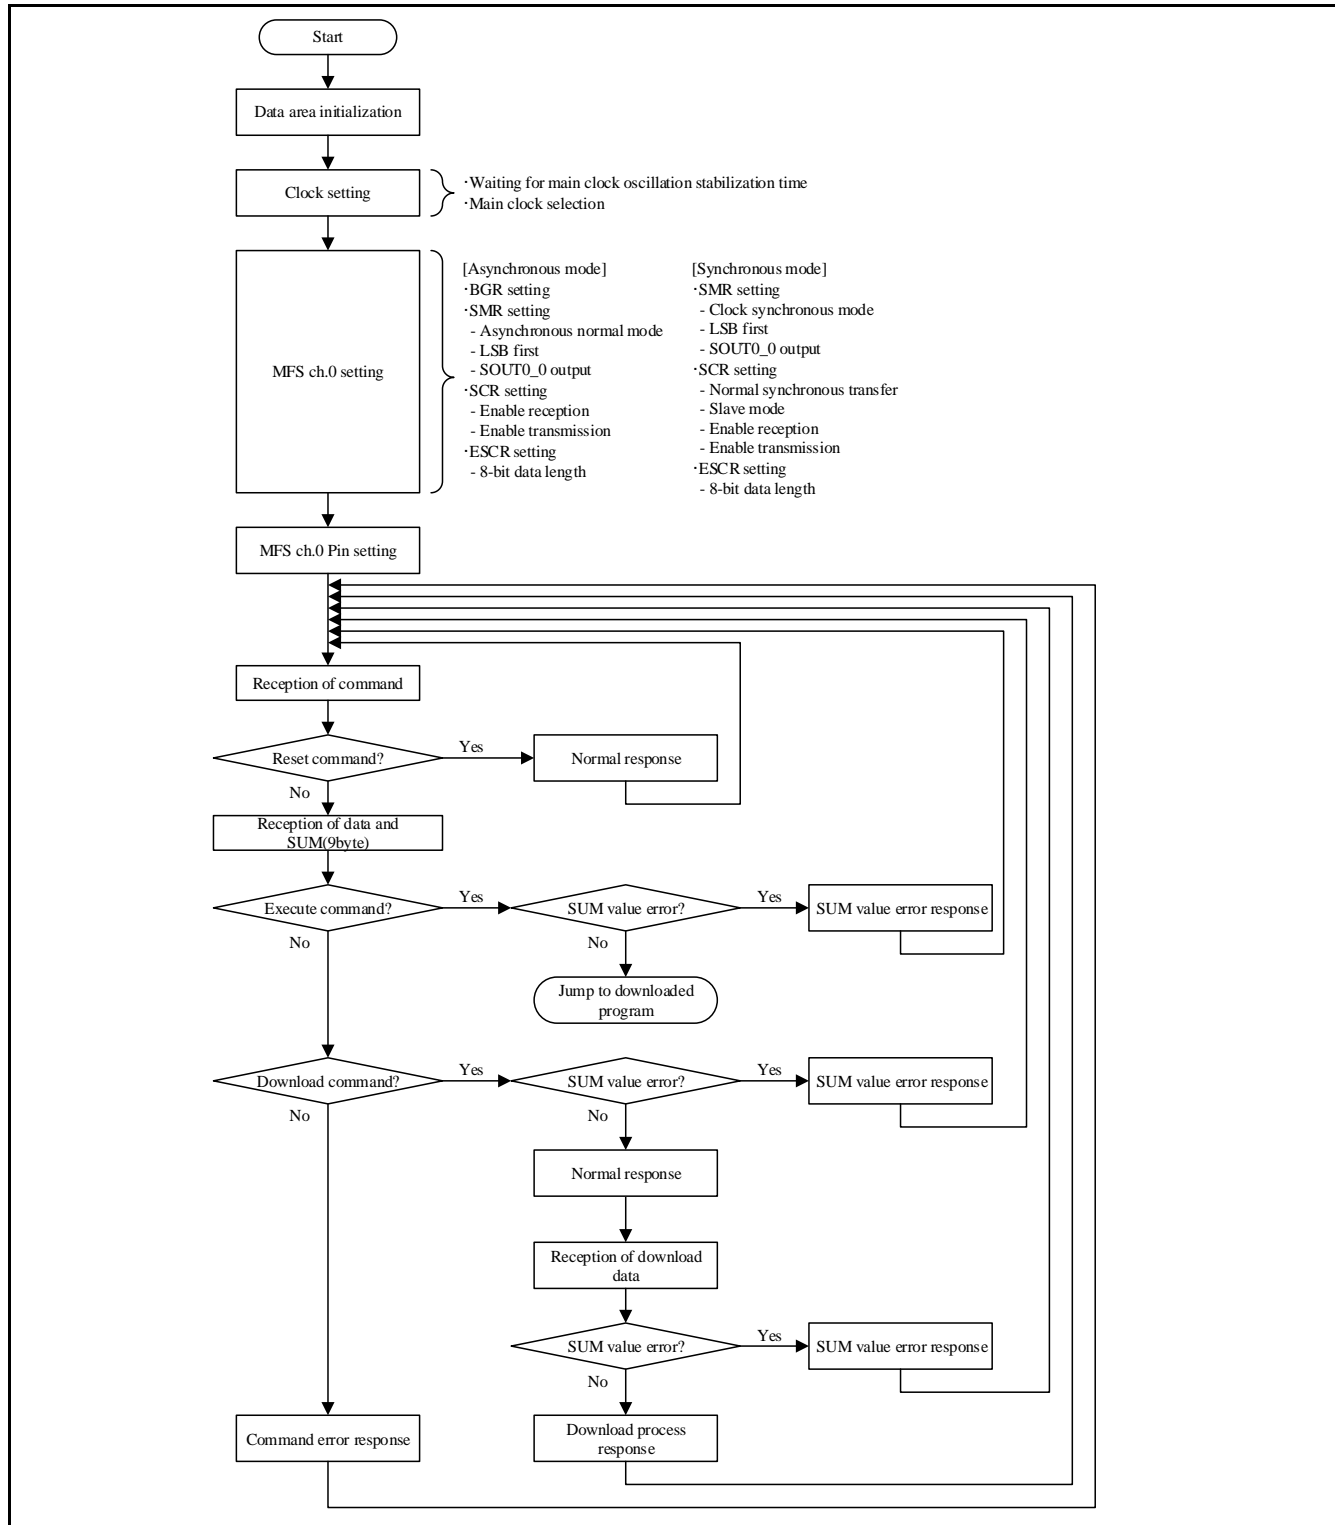 Start
Data area initialization
Clock setting
·Waiting for main clock oscillation stabilization time
·Main clock selection
MFS ch.0 setting
[Asynchronous mode]
·BGR setting
·SMR setting
- Asynchronous normal mode
- LSB first
- SOUT0_0 output
·SCR setting
- Enable reception
- Enable transmission
·ESCR setting
- 8-bit data length
[Synchronous mode]
·SMR setting
- Clock synchronous mode
- LSB first
- SOUT0_0 output
·SCR setting
- Normal synchronous transfer
- Slave mode
- Enable reception
- Enable transmission
·ESCR setting
- 8-bit data length
MFS ch.0 Pin setting
Reception of command
Reset command?
Yes
Normal response
No
Reception of data and
SUM(9byte)
Execute command?
Yes
SUM value error?
Yes
SUM value error response
No
No
Jump to downloaded
program
Download command?
Yes
SUM value error?
Yes
SUM value error response
No
No
Normal response
Reception of download
data
SUM value error?
Yes
SUM value error response
No
Command error response
Download process
response